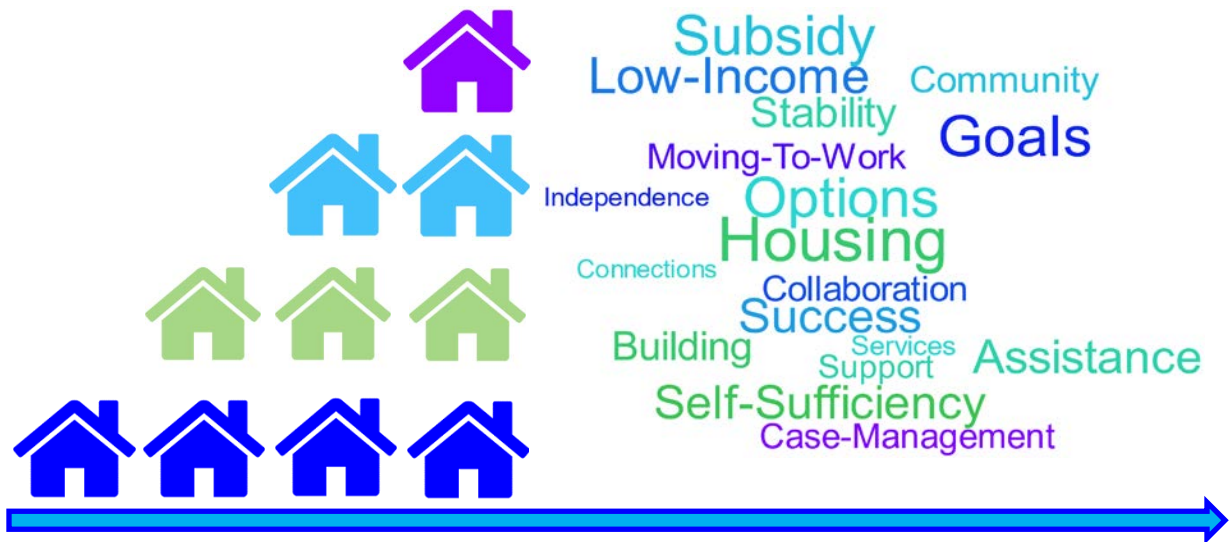 Subsidy
Low-Income
Community
Stability
Goals
Moving-To-Work
Independence
Options
Housing
Connections
Collaboration
Success
Building
Services
Assistance
Support
Self-Sufficiency
Case-Management